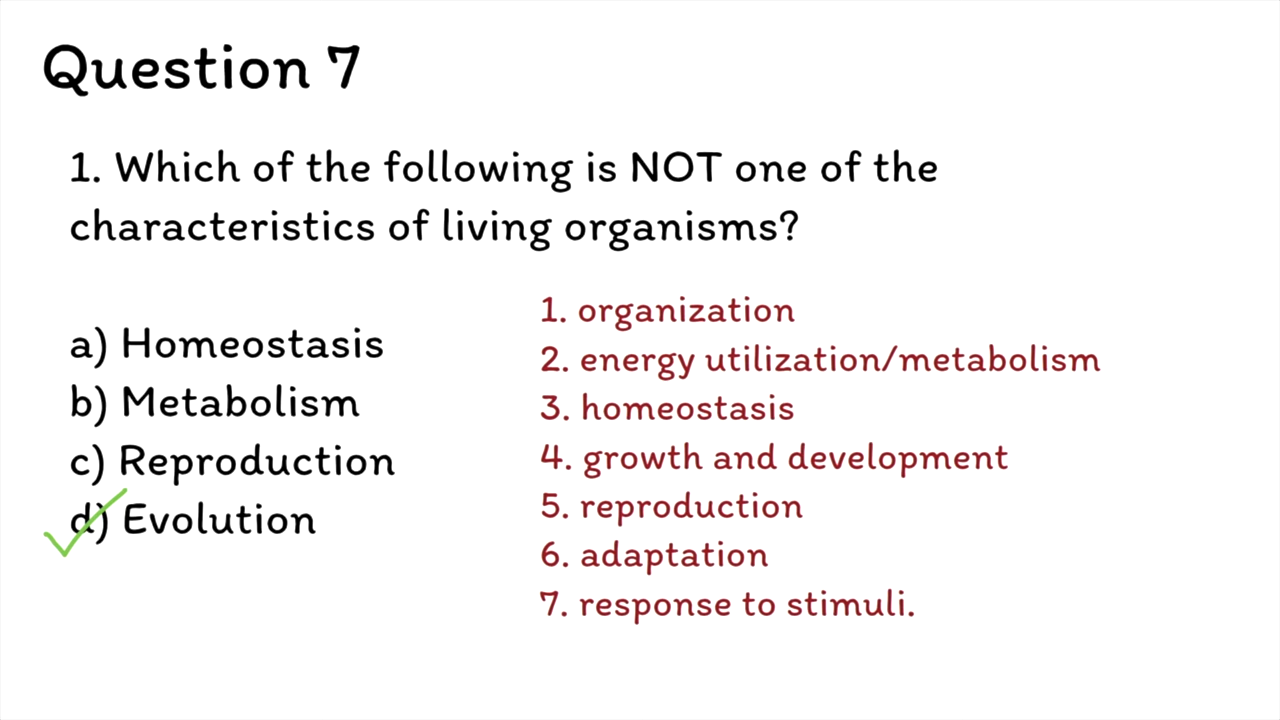 Question 7
1. Which of the following is NOT one of the
characteristics of living organisms?
a) Homeostasis
b) Metabolism
c) Reproduction
d) Evolution
1. organization
2. energy utilization/metabolism
3. homeostasis
4. growth and development
5. reproduction
6. adaptation
7. response to stimuli.